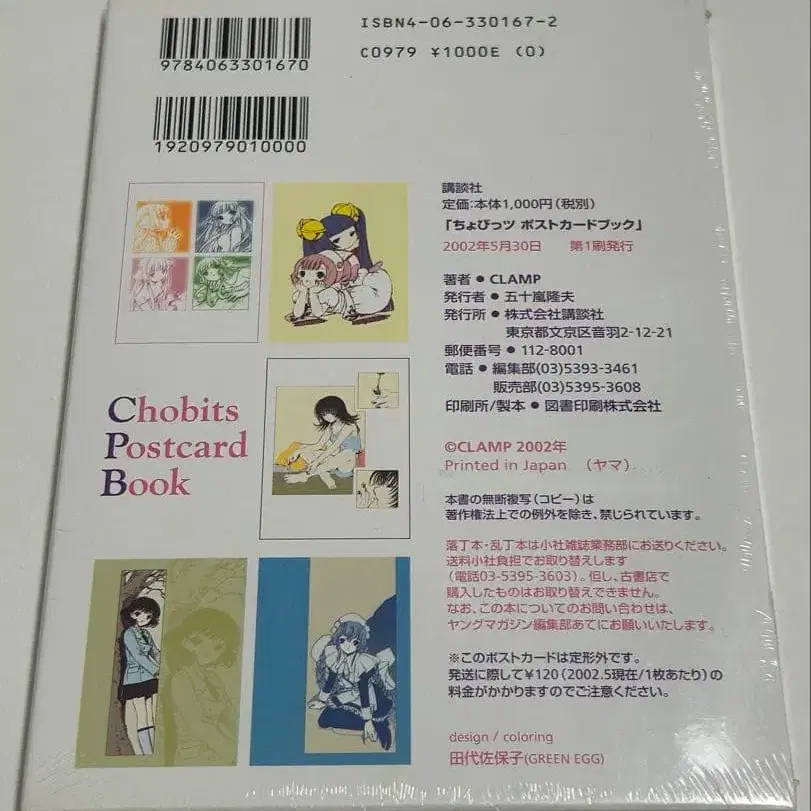 9784063301670
ISBN4-06-330167-2
C0979 ¥1000E (0)
1920979010000
講談社
定価:本体1,000円(税別)
「ちょびっツ ポストカードブック」
2002年5月30日 第1刷発行
著者 ● CLAMP
発行者 ● 五十嵐隆夫
発行所 ● 株式会社講談社
東京都文京区音羽2-12-21
郵便番号 ● 112-8001
電話 ● 編集部(03)5393-3461
販売部(03)5395-3608
印刷所/製本 ● 図書印刷株式会社
©CLAMP 2002年
Printed in Japan (ヤマ)
本書の無断複写(コピー)は
著作権法上での例外を除き、禁じられています。
落丁本・乱丁本は小社雑誌業務部にお送りください。
送料小社負担でお取り替えします
(電話03-5395-3603)。但し、古書店で
購入したものはお取り替えできません。
なお、この本についてのお問い合わせは、
ヤングマガジン編集部あてにお願いいたします。
※このポストカードは定形外です。
発送に際して¥120(2002.5現在/1枚あたり)の
料金がかかりますのでご注意ください。
design / coloring
田代佐保子(GREEN EGG)
Chobits
Postcard
Book